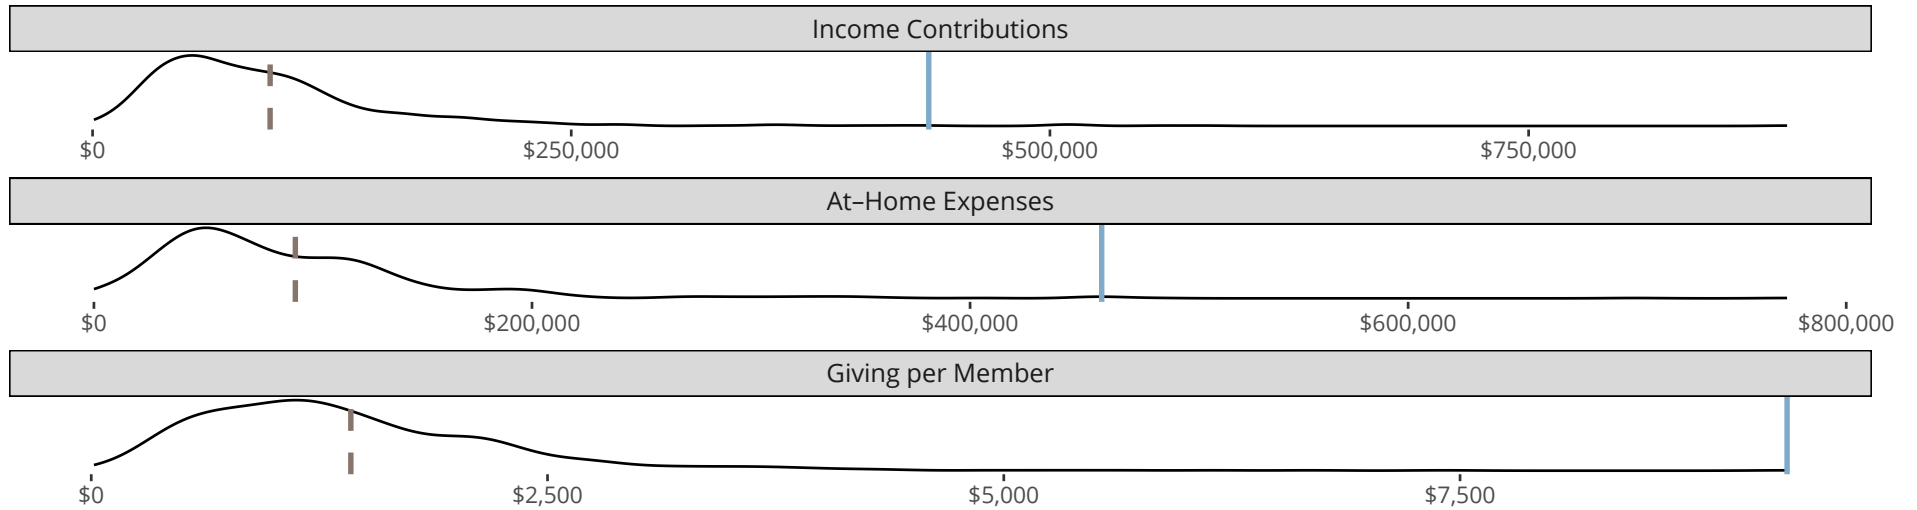 Income Contributions
$0 $250,000 $500,000 $750,000
At–Home Expenses
$0 $200,000 $400,000 $600,000 $800,000
Giving per Member
$0 $2,500 $5,000 $7,500